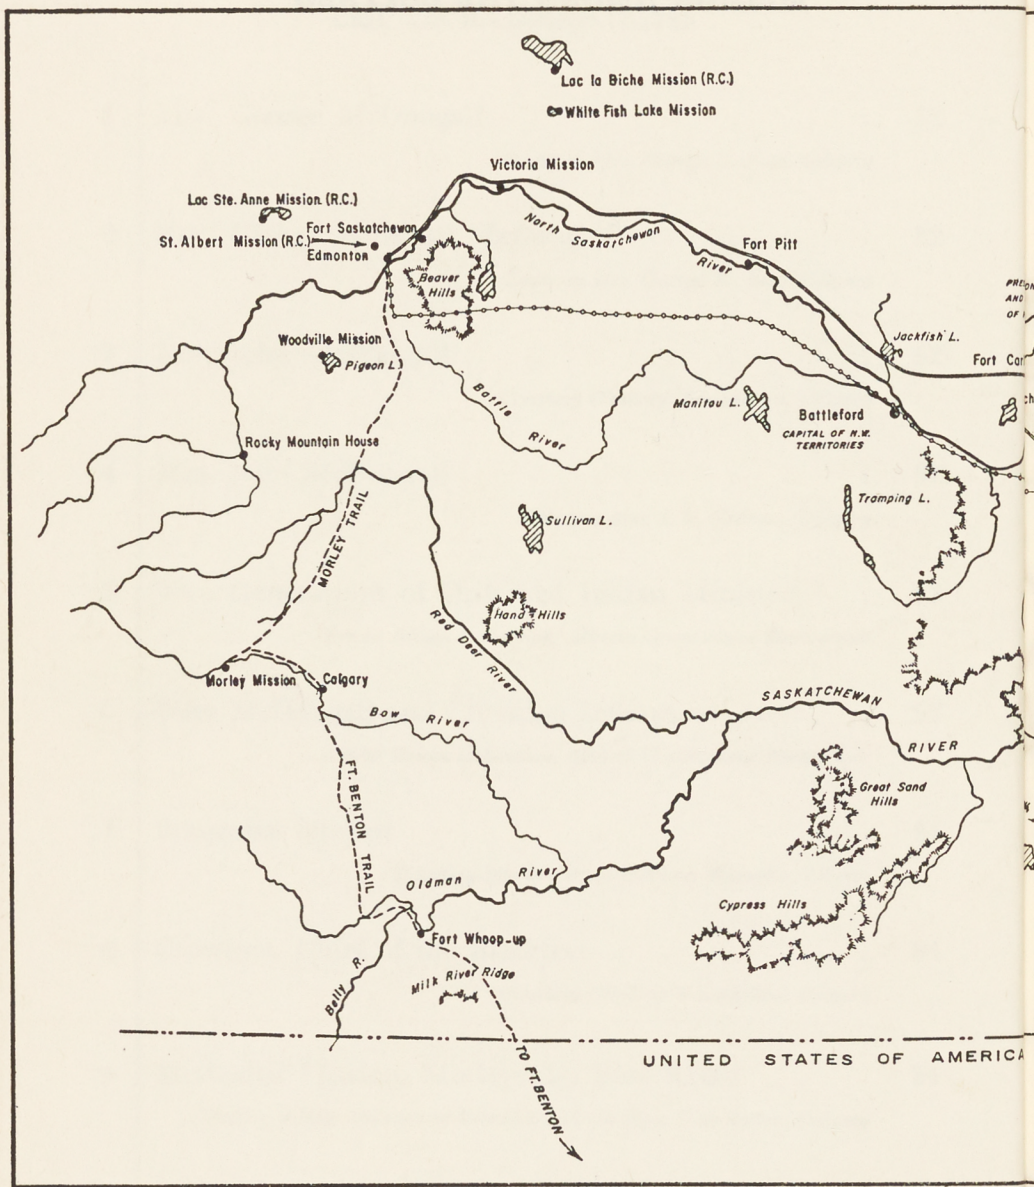 Lac la Biche Mission (R.C.)
White Fish Lake Mission
Victoria Mission
Lac Ste. Anne Mission (R.C.)
Fort Saskatchewan
St. Albert Mission (R.C.)
Edmonton
North Saskatchewan River
Fort Pitt
Beaver
Hills
Woodville Mission
Pigeon L.
Jackfish L.
Battle River
Manitou L.
Battleford
CAPITAL OF N.W.
TERRITORIES
Rocky Mountain House
MORLEY TRAIL
Sullivan L.
Tramping L.
Hand Hills
Red Deer River
Morley Mission
Calgary
Bow River
SASKATCHEWAN RIVER
FT. BENTON TRAIL
Great Sand
Hills
Oldman River
Cypress Hills
Fort Whoop-up
Belly R.
Milk River Ridge
UNITED STATES OF AMERICA
TO FT. BENTON